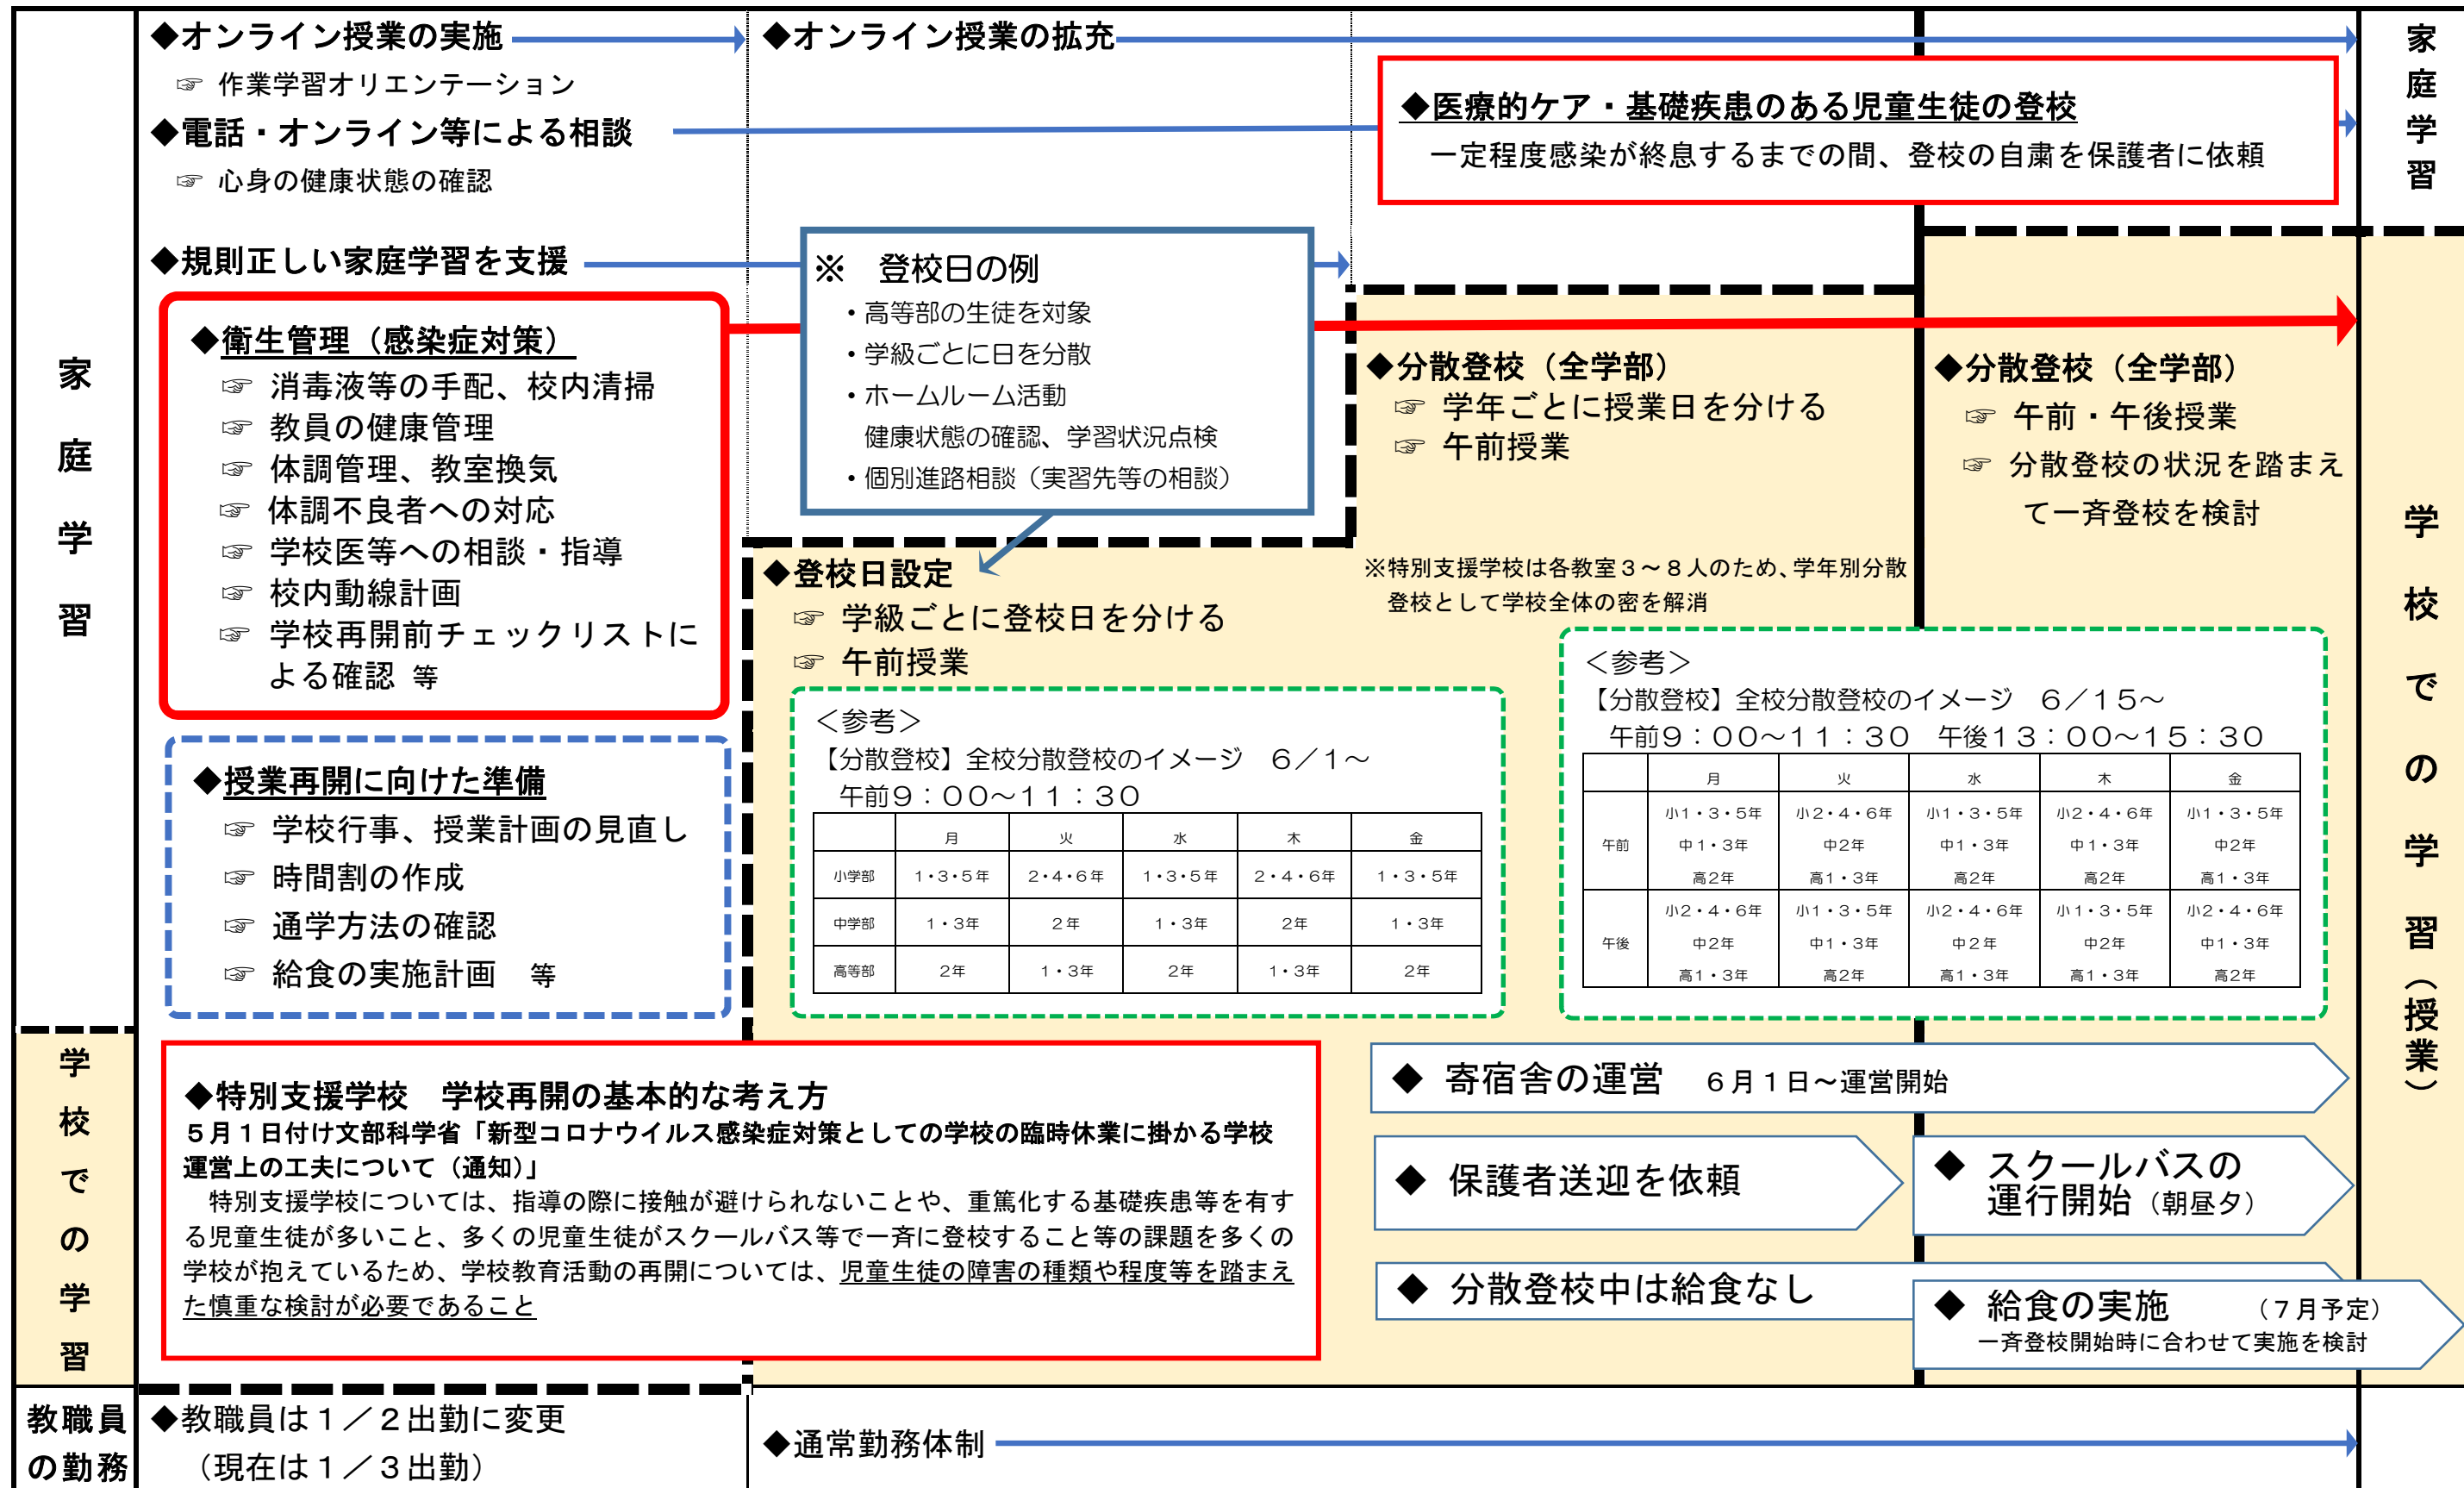 家庭学習
学校での学習
教職員
の勤務
◆オンライン授業の実施
☞ 作業学習オリエンテーション
◆電話・オンライン等による相談
☞ 心身の健康状態の確認
◆規則正しい家庭学習を支援
◆衛生管理（感染症対策）
☞ 消毒液等の手配、校内清掃
☞ 教員の健康管理
☞ 体調管理、教室換気
☞ 体調不良者への対応
☞ 学校医等への相談・指導
☞ 校内動線計画
☞ 学校再開前チェックリストに
よる確認 等
◆授業再開に向けた準備
☞ 学校行事、授業計画の見直し
☞ 時間割の作成
☞ 通学方法の確認
☞ 給食の実施計画 等
◆特別支援学校 学校再開の基本的な考え方
５月１日付け文部科学省「新型コロナウイルス感染症対策としての学校の臨時休業に掛かる学校
運営上の工夫について（通知）」
特別支援学校については、指導の際に接触が避けられないことや、重篤化する基礎疾患等を有す
る児童生徒が多いこと、多くの児童生徒がスクールバス等で一斉に登校すること等の課題を多くの
学校が抱えているため、学校教育活動の再開については、児童生徒の障害の種類や程度等を踏まえ
た慎重な検討が必要であること
◆教職員は１／２出勤に変更
（現在は１／３出勤）
◆オンライン授業の拡充
※ 登校日の例
・高等部の生徒を対象
・学級ごとに日を分散
・ホームルーム活動
健康状態の確認、学習状況点検
・個別進路相談（実習先等の相談）
◆登校日設定
☞ 学級ごとに登校日を分ける
☞ 午前授業
＜参考＞
【分散登校】全校分散登校のイメージ ６／１～
午前９：００～１１：３０
月 火 水 木 金
小学部 １・３・５年 ２・４・６年 １・３・５年 ２・４・６年 １・３・５年
中学部 １・３年 ２年 １・３年 ２年 １・３年
高等部 ２年 １・３年 ２年 １・３年 ２年
◆通常勤務体制
◆医療的ケア・基礎疾患のある児童生徒の登校
一定程度感染が終息するまでの間、登校の自粛を保護者に依頼
◆分散登校（全学部）
☞ 学年ごとに授業日を分ける
☞ 午前授業
※特別支援学校は各教室３～８人のため、学年別分散
登校として学校全体の密を解消
◆分散登校（全学部）
☞ 午前・午後授業
☞ 分散登校の状況を踏まえ
て一斉登校を検討
＜参考＞
【分散登校】全校分散登校のイメージ ６／１５～
午前９：００～１１：３０ 午後１３：００～１５：３０
月 火 水 木 金
小１・３・５年 小２・４・６年 小１・３・５年 小２・４・６年 小１・３・５年
午前 中１・３年 中２年 中１・３年 中１・３年 中２年
高２年 高１・３年 高２年 高２年 高１・３年
小２・４・６年 小１・３・５年 小２・４・６年 小１・３・５年 小２・４・６年
午後 中２年 中１・３年 中２年 中２年 中１・３年
高１・３年 高２年 高１・３年 高１・３年 高２年
◆ 寄宿舎の運営 ６月１日～運営開始
◆ 保護者送迎を依頼
◆ スクールバスの
運行開始（朝昼夕）
◆ 分散登校中は給食なし
◆ 給食の実施 （７月予定）
一斉登校開始時に合わせて実施を検討
家庭学習
学校での学習（授業）